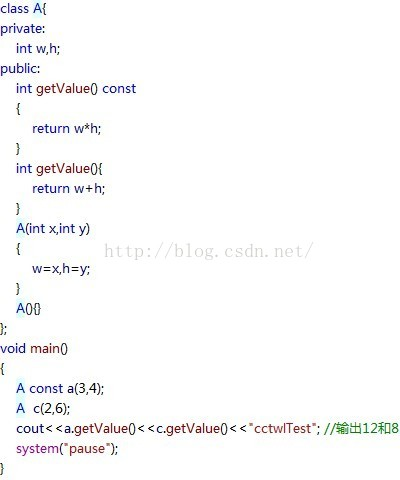 class A{
private:
int w,h;
public:
int getValue() const
{
return w*h;
}
int getValue(){
return w+h;
}
A(int x,int y)
{
http://blog.csdn.net/
w=x,h=y;
}
A(){}
};
void main()
{
A const a(3,4);
A c(2,6);
cout<<a.getValue()<<c.getValue()<<"cctwlTest"; //输出12和8
system("pause");
}